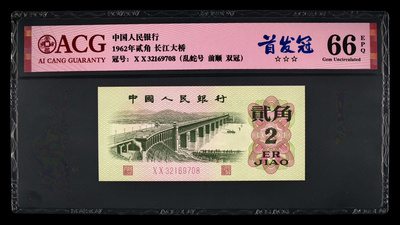 ACG
AI CANG GUARANTY
中国人民银行
1962年贰角 长江大桥
冠号：ＸＸ32169708（乱蛇号 前顺 双冠）
首发冠
☆☆☆
66 EPQ
Gem Uncirculated
中國人民銀行
貳角
2
ER
JIAO
ⅩⅩ32169708